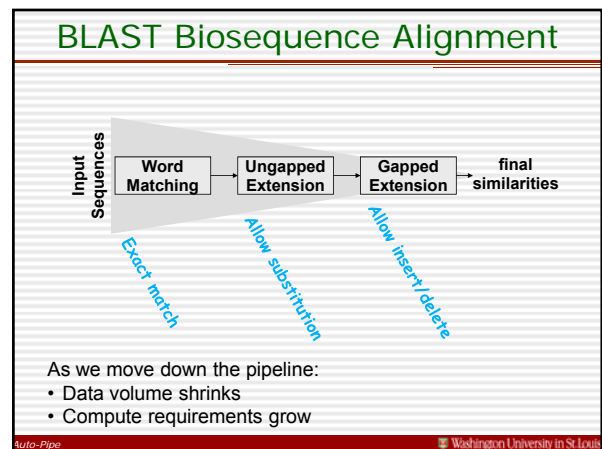 BLAST Biosequence Alignment
Input
Sequences
Word
Matching
Ungapped
Extension
Gapped
Extension
final
similarities
Exact match
Allow substitution
Allow insert/delete
As we move down the pipeline:
• Data volume shrinks
• Compute requirements grow
Auto-Pipe
Washington University in St.Louis